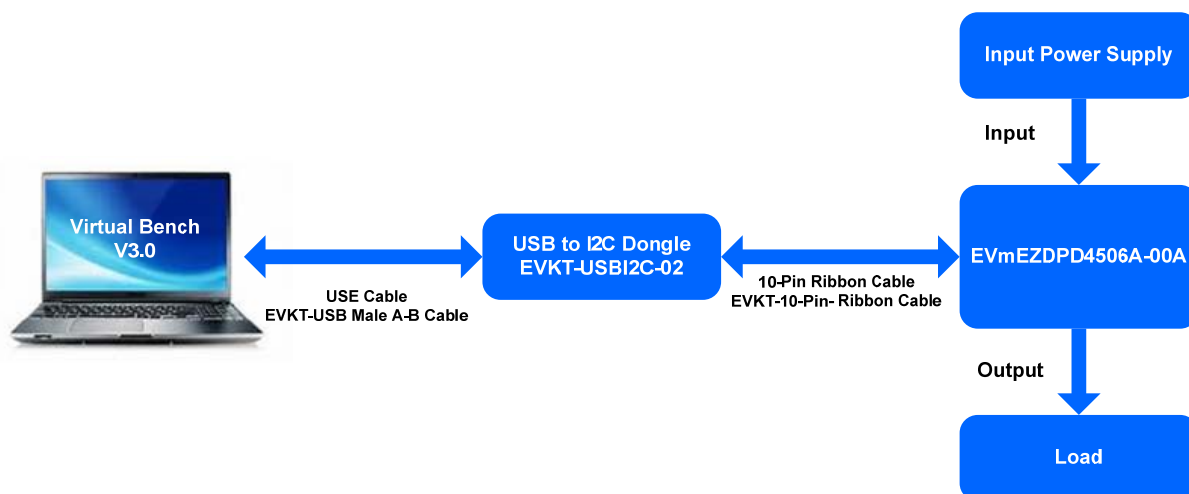 Input Power Supply
Input
Virtual Bench
V3.0
USB to I2C Dongle
EVKT-USBI2C-02
EVmEZDPD4506A-00A
USE Cable
EVKT-USB Male A-B Cable
10-Pin Ribbon Cable
EVKT-10-Pin- Ribbon Cable
Output
Load